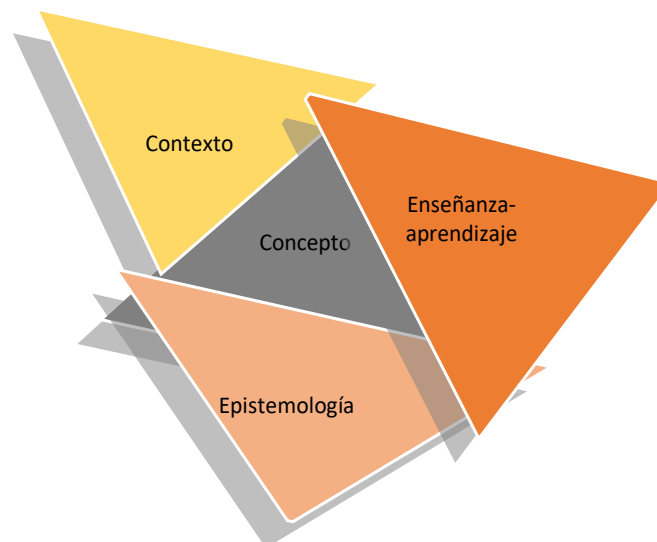 Contexto
Enseñanza-
aprendizaje
Concepto
Epistemología